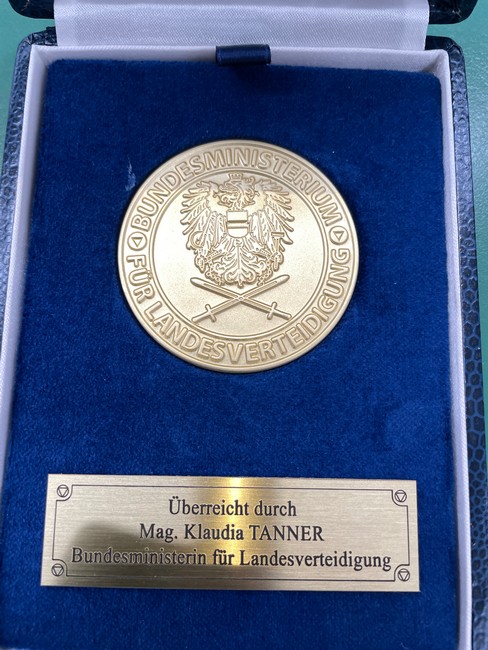 BUNDESMINISTERIUM
FÜR LANDESVERTEIDIGUNG
Überreicht durch
Mag. Klaudia TANNER
Bundesministerin für Landesverteidigung